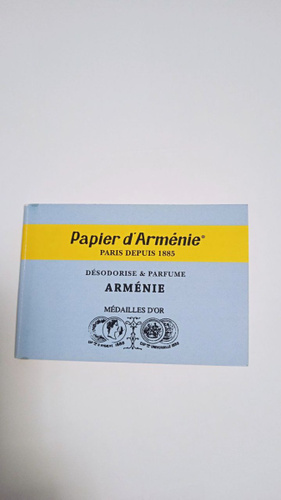 Papier d'Arménie®
PARIS DEPUIS 1885
DÉSODORISE & PARFUME
ARMÉNIE
MÉDAILLES D'OR